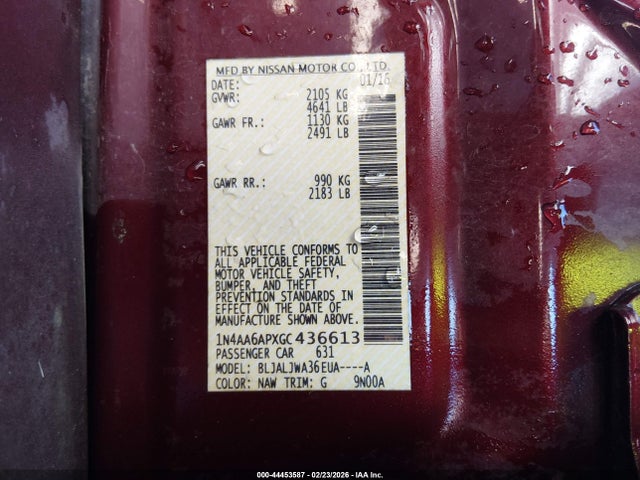 MFD BY NISSAN MOTOR CO., LTD.
DATE: 01/16
GVWR: 2105 KG
4641 LB
GAWR FR.: 1130 KG
2491 LB
GAWR RR.: 990 KG
2183 LB
THIS VEHICLE CONFORMS TO
ALL APPLICABLE FEDERAL
MOTOR VEHICLE SAFETY,
BUMPER, AND THEFT
PREVENTION STANDARDS IN
EFFECT ON THE DATE OF
MANUFACTURE SHOWN ABOVE.
1N4AA6APXGC436613
PASSENGER CAR 631
MODEL: BLJALJWA36EUA----A
COLOR: NAW TRIM: G 9N00A
000-44453587 - 02/23/2026 - IAA Inc.